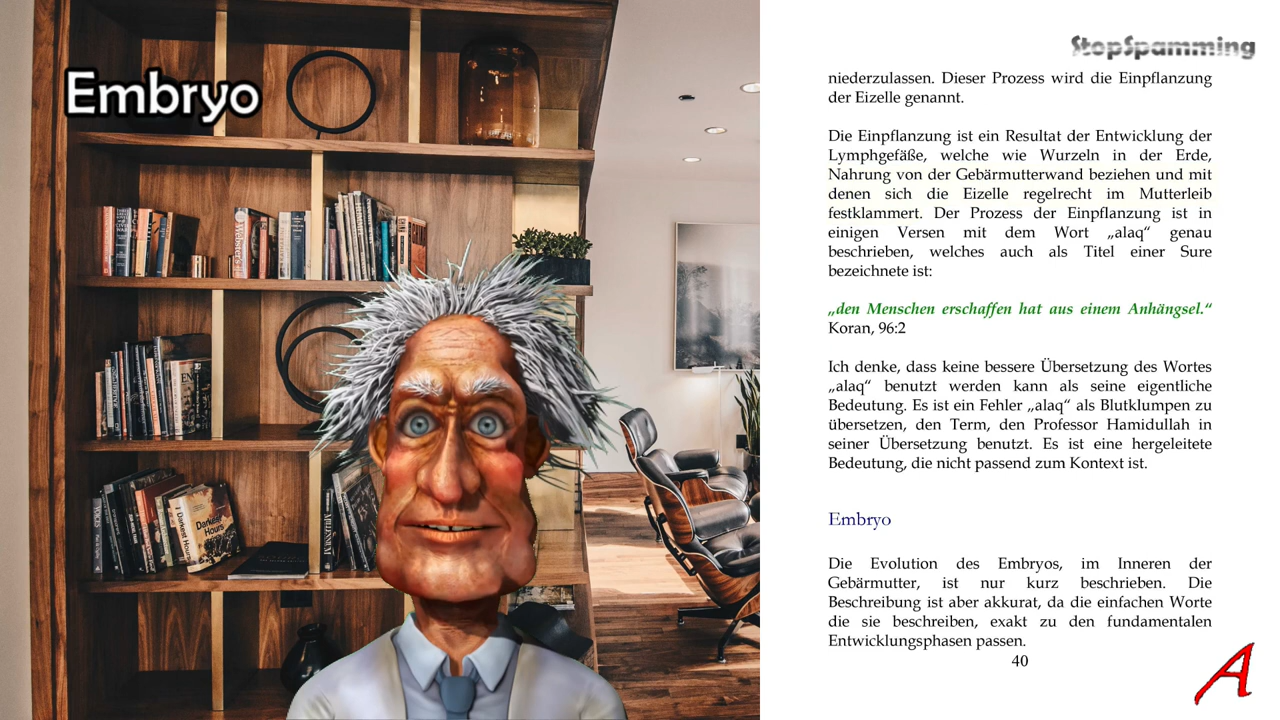 Embryo
Darkest
Hours
StopSpamming
niederzulassen. Dieser Prozess wird die Einpflanzung
der Eizelle genannt.
Die Einpflanzung ist ein Resultat der Entwicklung der
Lymphgefäße, welche wie Wurzeln in der Erde,
Nahrung von der Gebärmutterwand beziehen und mit
denen sich die Eizelle regelrecht im Mutterleib
festklammert. Der Prozess der Einpflanzung ist in
einigen Versen mit dem Wort „alaq“ genau
beschrieben, welches auch als Titel einer Sure
bezeichnete ist:
„den Menschen erschaffen hat aus einem Anhängsel.“
Koran, 96:2
Ich denke, dass keine bessere Übersetzung des Wortes
„alaq“ benutzt werden kann als seine eigentliche
Bedeutung. Es ist ein Fehler „alaq“ als Blutklumpen zu
übersetzen, den Term, den Professor Hamidullah in
seiner Übersetzung benutzt. Es ist eine hergeleitete
Bedeutung, die nicht passend zum Kontext ist.
Embryo
Die Evolution des Embryos, im Inneren der
Gebärmutter, ist nur kurz beschrieben. Die
Beschreibung ist aber akkurat, da die einfachen Worte
die sie beschreiben, exakt zu den fundamentalen
Entwicklungsphasen passen.
40
A